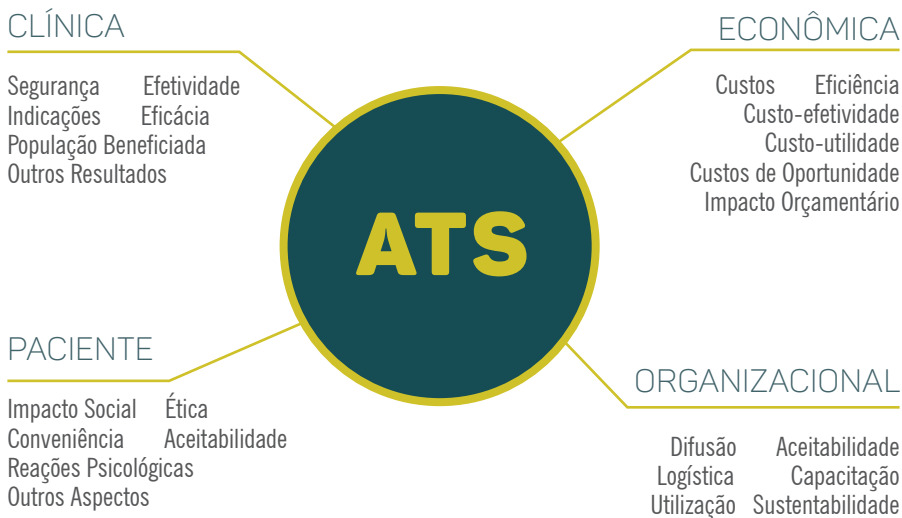 CLÍNICA
Segurança Efetividade
Indicações Eficácia
População Beneficiada
Outros Resultados
ECONÔMICA
Custos Eficiência
Custo-efetividade
Custo-utilidade
Custos de Oportunidade
Impacto Orçamentário
ATS
PACIENTE
Impacto Social Ética
Conveniência Aceitabilidade
Reações Psicológicas
Outros Aspectos
ORGANIZACIONAL
Difusão Aceitabilidade
Logística Capacitação
Utilização Sustentabilidade